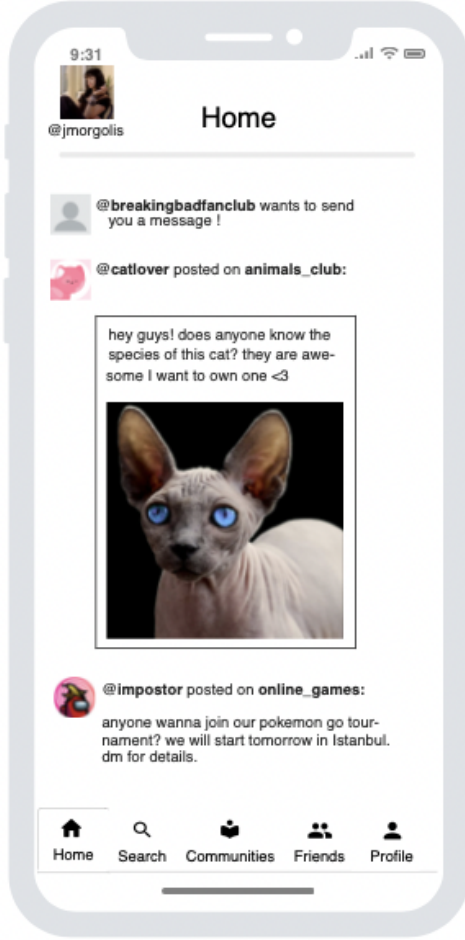 9:31
@jmorgolis
Home
@breakingbadfanclub wants to send
you a message !
@catlover posted on animals_club:
hey guys! does anyone know the
species of this cat? they are awe-
some I want to own one <3
@impostor posted on online_games:
anyone wanna join our pokemon go tour-
nament? we will start tomorrow in Istanbul.
dm for details.
Home Search Communities Friends Profile